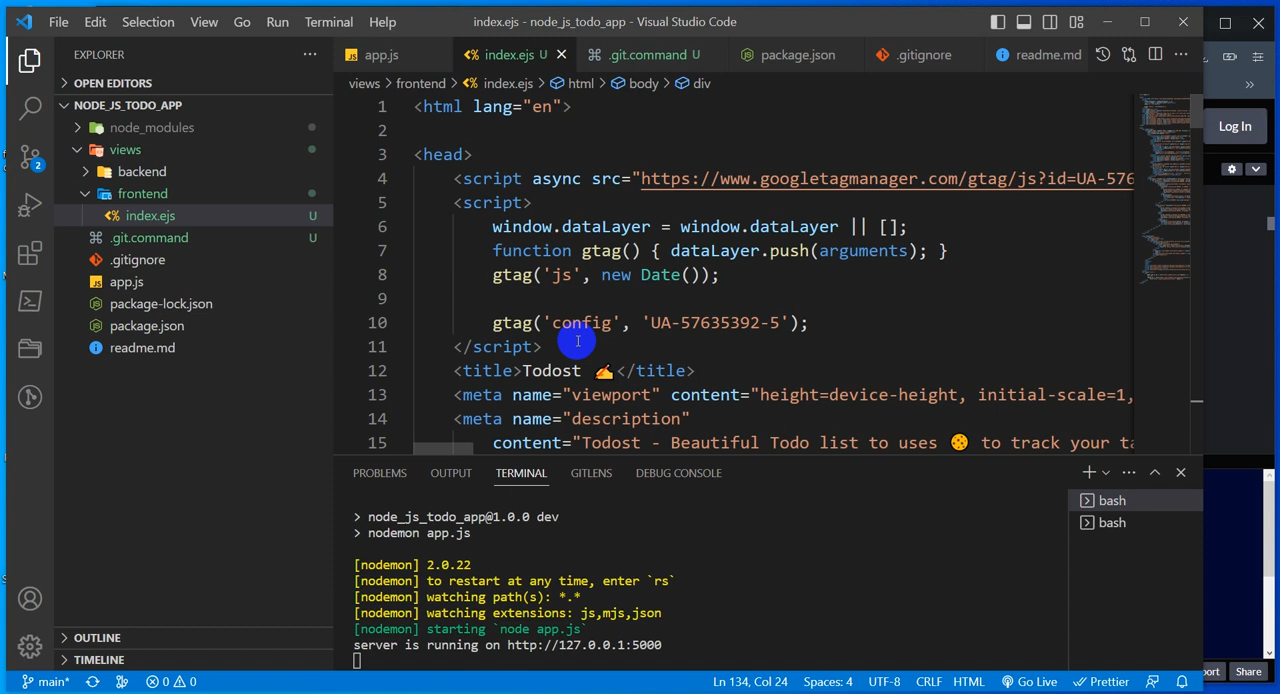 File Edit Selection View Go Run Terminal Help
index.ejs - node_js_todo_app - Visual Studio Code
EXPLORER
OPEN EDITORS
NODE_JS_TODO_APP
node_modules
views
backend
frontend
index.ejs U
.git.command U
.gitignore
app.js
package-lock.json
package.json
readme.md
OUTLINE
TIMELINE
2
app.js index.ejs U .git.command U package.json .gitignore readme.md
views > frontend > index.ejs > html > body > div
1 <html lang="en">
2
3 <head>
4 <script async src="https://www.googletagmanager.com/gtag/js?id=UA-576
5 <script>
6 window.dataLayer = window.dataLayer || [];
7 function gtag() { dataLayer.push(arguments); }
8 gtag('js', new Date());
9
10 gtag('config', 'UA-57635392-5');
11 </script>
12 <title>Todost ✍</title>
13 <meta name="viewport" content="height=device-height, initial-scale=1,
14 <meta name="description"
15 content="Todost - Beautiful Todo list to uses 🍪 to track your ta
PROBLEMS OUTPUT TERMINAL GITLENS DEBUG CONSOLE
> node_js_todo_app@1.0.0 dev
> nodemon app.js
[nodemon] 2.0.22
[nodemon] to restart at any time, enter `rs`
[nodemon] watching path(s): *.*
[nodemon] watching extensions: js,mjs,json
[nodemon] starting `node app.js`
server is running on http://127.0.0.1:5000
bash
bash
Log In
Share
main* 0 0 Ln 134, Col 24 Spaces: 4 UTF-8 CRLF HTML Go Live Prettier